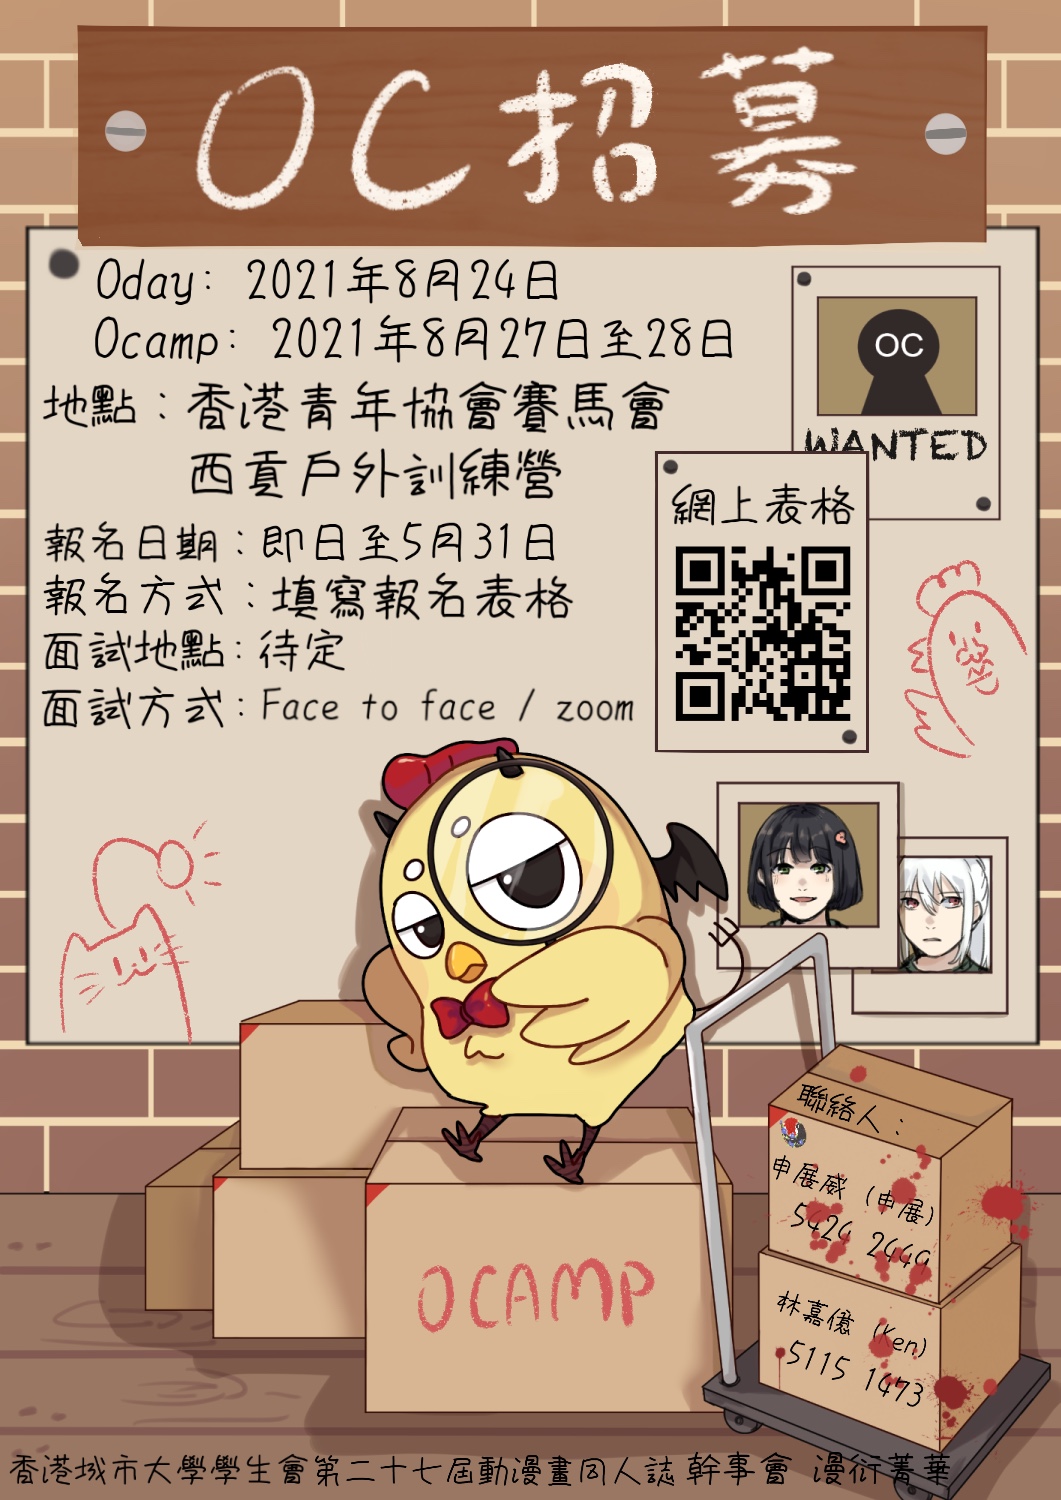 OC招募
Oday: 2021年8月24日
Ocamp: 2021年8月27日至28日
地點：香港青年協會賽馬會
西貢戶外訓練營
報名日期：即日至5月31日
報名方式：填寫報名表格
面試地點：待定
面試方式：Face to face / zoom
OC
WANTED
網上表格
OCAMP
聯絡人：
申展威 (申展)
5424 2449
林嘉億 (Ken)
5115 1473
香港城市大學學生會第二十七屆動漫畫同人誌幹事會 漫衍菁華